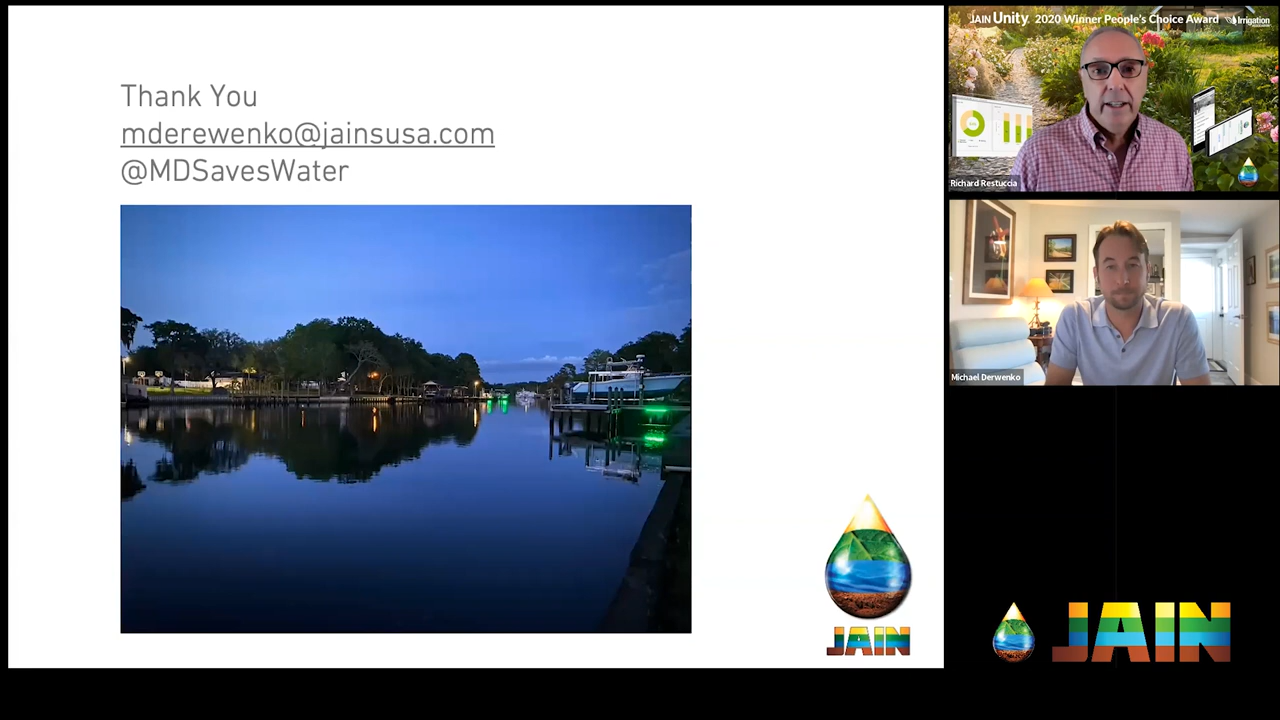 Thank You
mderewenko@jainsusa.com
@MDSavesWater
JAIN
JAIN Unity. 2020 Winner People's Choice Award
Irrigation
Richard Restuccia
Michael Derwenko
JAIN